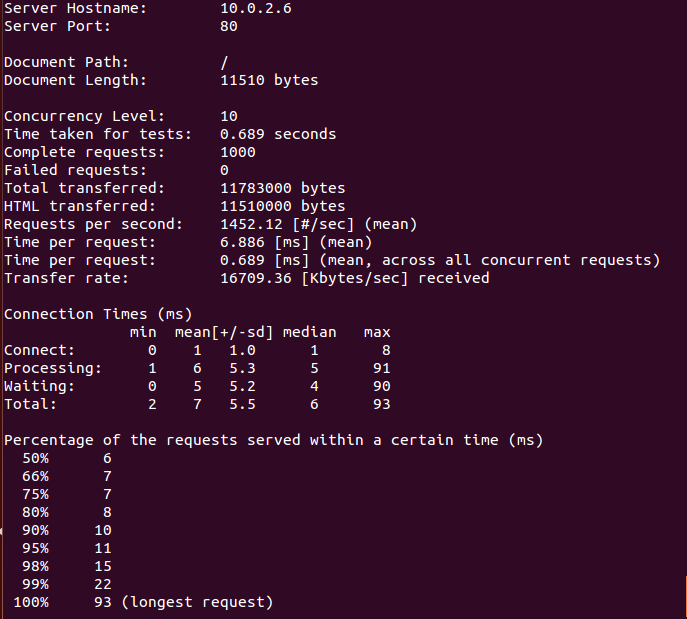 Server Hostname:        10.0.2.6
Server Port:            80
Document Path:          /
Document Length:        11510 bytes
Concurrency Level:      10
Time taken for tests:   0.689 seconds
Complete requests:      1000
Failed requests:        0
Total transferred:      11783000 bytes
HTML transferred:       11510000 bytes
Requests per second:    1452.12 [#/sec] (mean)
Time per request:       6.886 [ms] (mean)
Time per request:       0.689 [ms] (mean, across all concurrent requests)
Transfer rate:          16709.36 [Kbytes/sec] received
Connection Times (ms)
              min  mean[+/-sd] median   max
Connect:        0    1   1.0      1       8
Processing:     1    6   5.3      5      91
Waiting:        0    5   5.2      4      90
Total:          2    7   5.5      6      93
Percentage of the requests served within a certain time (ms)
  50%      6
  66%      7
  75%      7
  80%      8
  90%     10
  95%     11
  98%     15
  99%     22
 100%     93 (longest request)